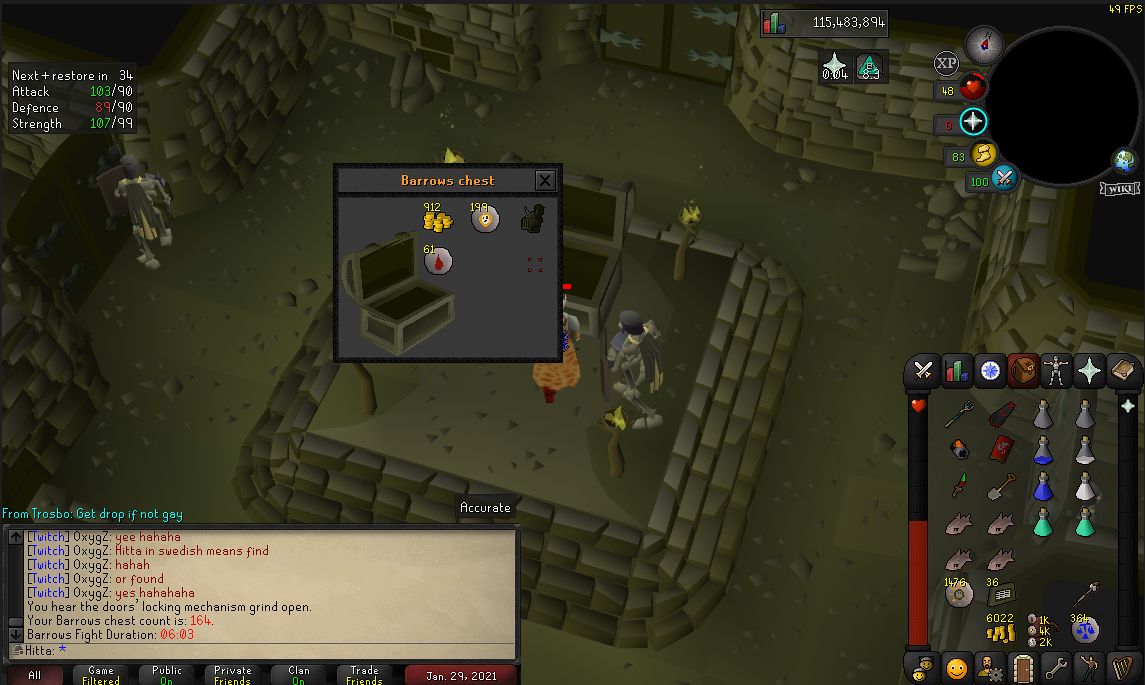 49 FPS
115,483,894
Next + restore in 34
Attack 103/90
Defence 89/90
Strength 107/99
0.04
8.3
XP
48
0
83
100
WIKI
Barrows chest
912
199
61
From Trosbo: Get drop if not gay
Accurate
[Twitch] OxygZ: yee hahaha
[Twitch] OxygZ: Hitta in swedish means find
[Twitch] OxygZ: hahah
[Twitch] OxygZ: or found
[Twitch] OxygZ: yes hahahaha
You hear the doors' locking mechanism grind open.
Your Barrows chest count is: 164.
Barrows Fight Duration: 06:03
Hitta: *
1476
36
6022
1K
4K
2K
364
All
Game Filtered
Public On
Private Friends
Clan On
Trade Friends
Jan. 29, 2021